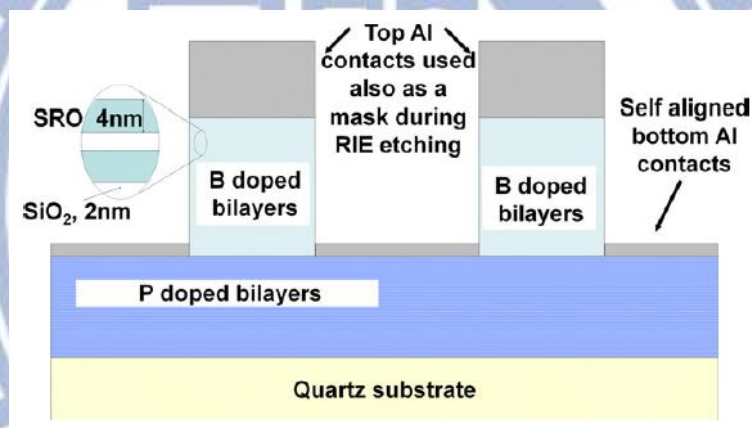 Top Al
contacts used
also as a
mask during
RIE etching
Self aligned
bottom Al
contacts
SRO 4nm
SiO₂, 2nm
B doped
bilayers
B doped
bilayers
P doped bilayers
Quartz substrate